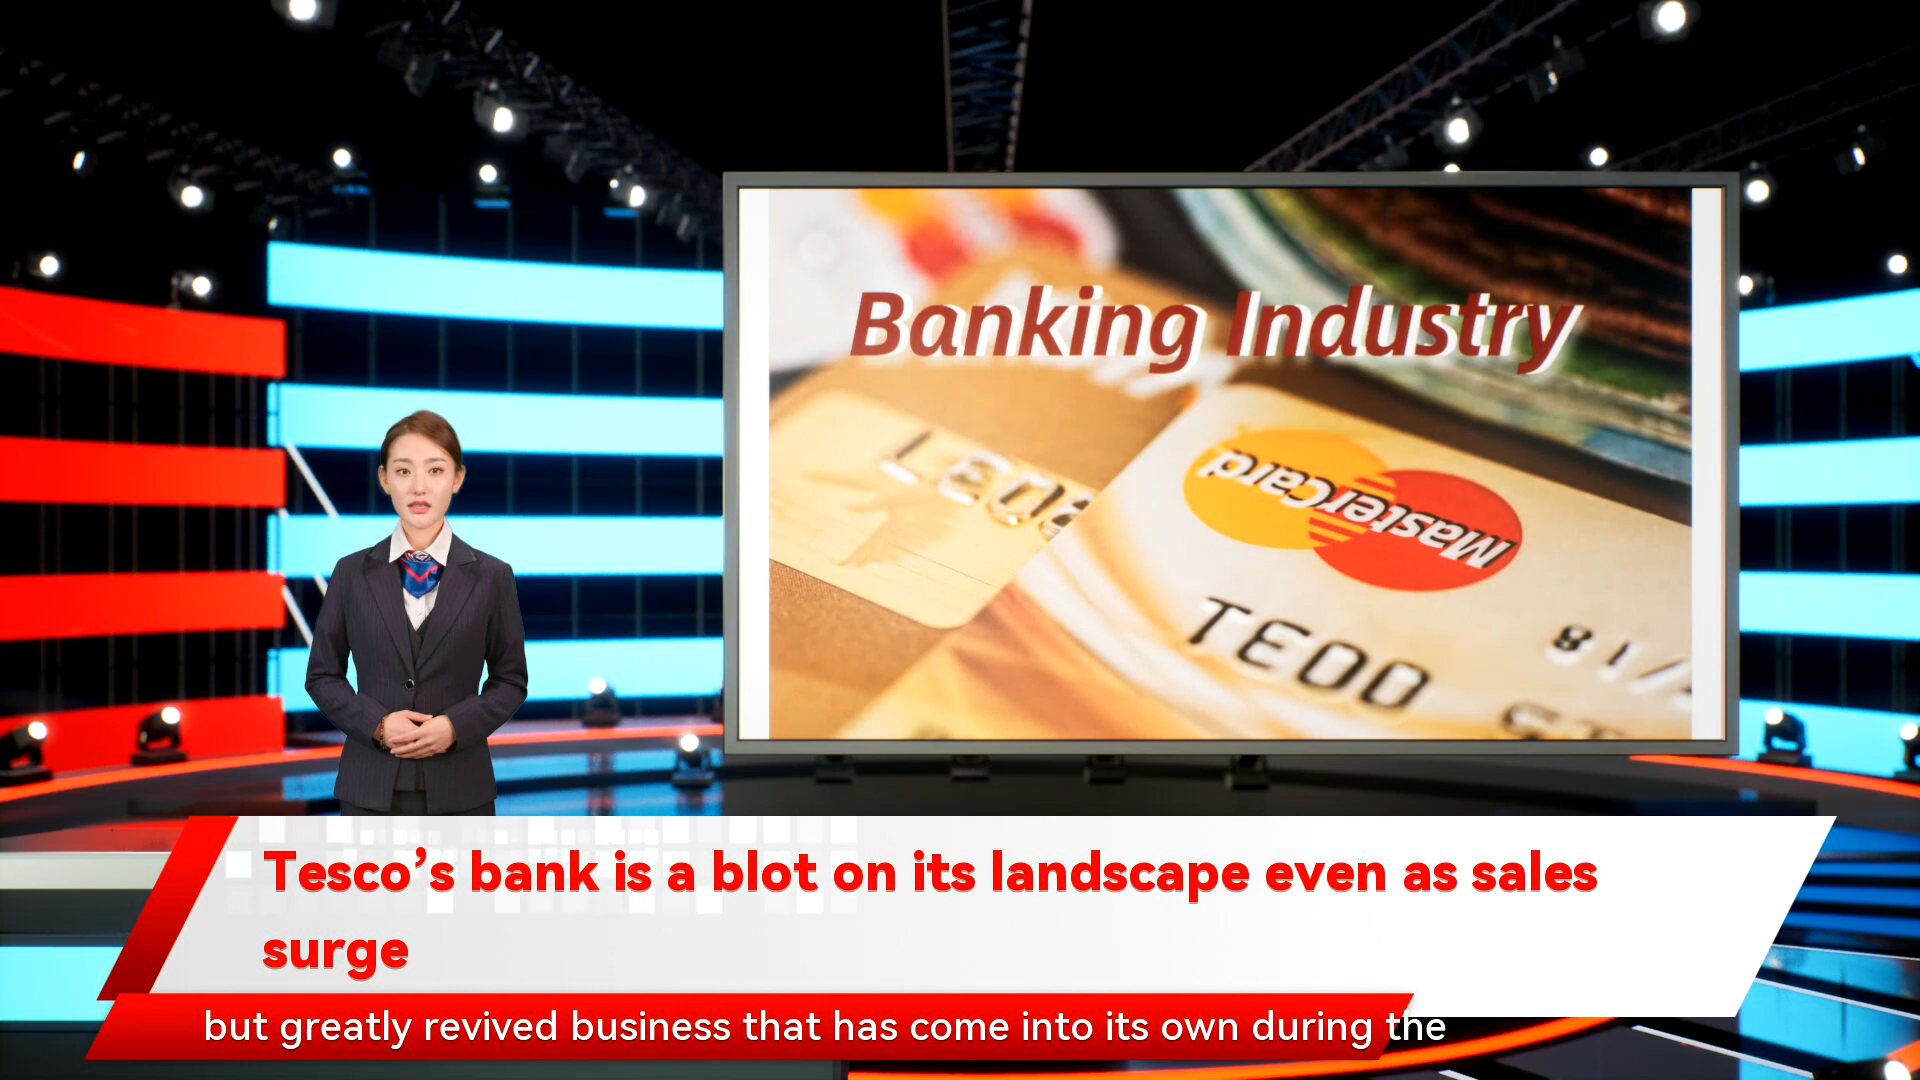 Banking Industry
MasterCard
TEOO
81/
Tesco's bank is a blot on its landscape even as sales
surge
but greatly revived business that has come into its own during the